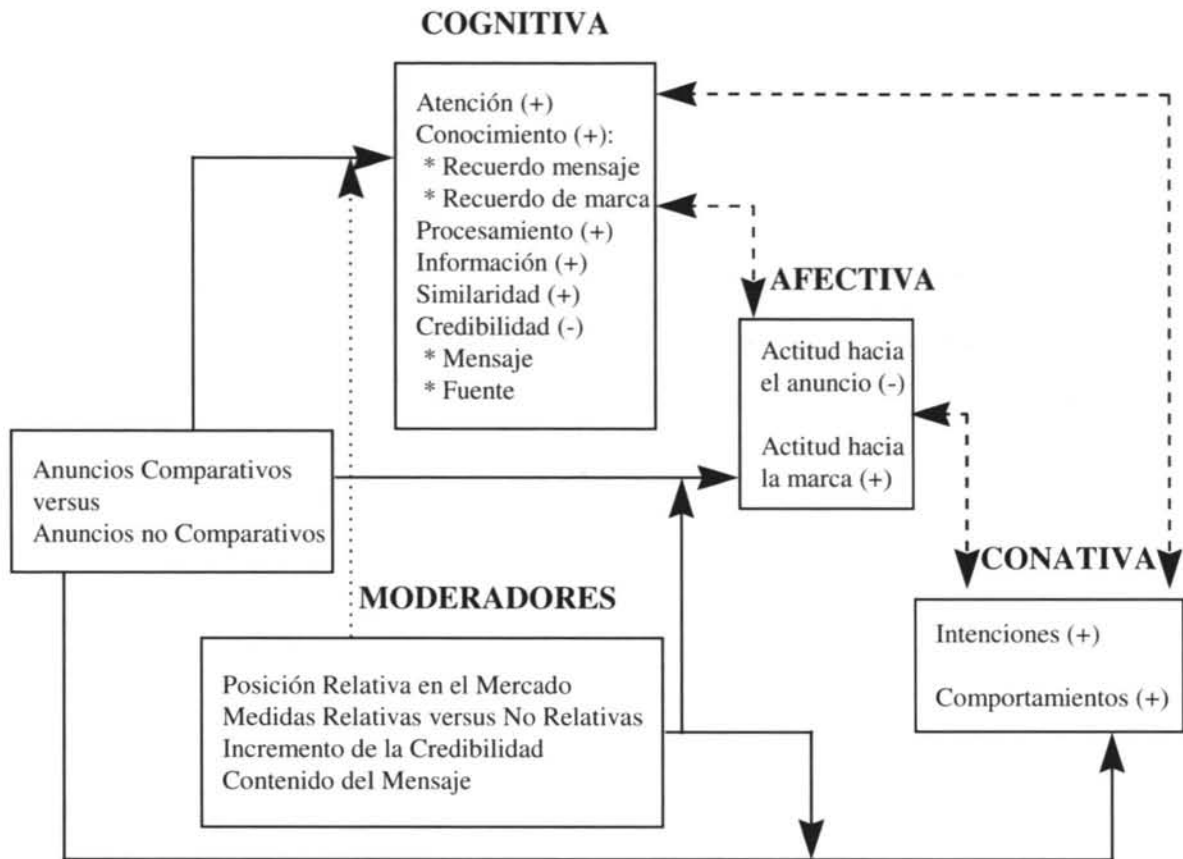 COGNITIVA
Atención (+)
Conocimiento (+):
* Recuerdo mensaje
* Recuerdo de marca
Procesamiento (+)
Información (+)
Similaridad (+)
Credibilidad (-)
* Mensaje
* Fuente
AFECTIVA
Actitud hacia
el anuncio (-)
Actitud hacia
la marca (+)
Anuncios Comparativos
versus
Anuncios no Comparativos
CONATIVA
Intenciones (+)
Comportamientos (+)
MODERADORES
Posición Relativa en el Mercado
Medidas Relativas versus No Relativas
Incremento de la Credibilidad
Contenido del Mensaje